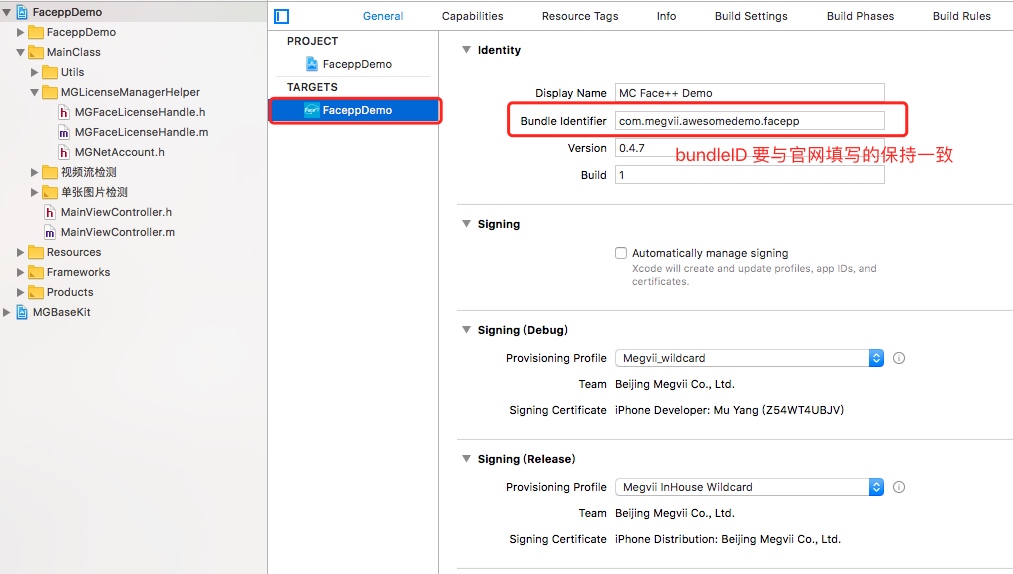 FaceppDemo
FaceppDemo
MainClass
Utils
MGLicenseManagerHelper
MGFaceLicenseHandle.h
MGFaceLicenseHandle.m
MGNetAccount.h
视频流检测
单张图片检测
MainViewController.h
MainViewController.m
Resources
Frameworks
Products
MGBaseKit
General Capabilities Resource Tags Info Build Settings Build Phases Build Rules
PROJECT
FaceppDemo
TARGETS
FaceppDemo
Identity
Display Name MC Face++ Demo
Bundle Identifier com.megvii.awesomedemo.facepp
Version 0.4.7
bundleID 要与官网填写的保持一致
Build 1
Signing
Automatically manage signing
Xcode will create and update profiles, app IDs, and
certificates.
Signing (Debug)
Provisioning Profile Megvii_wildcard
Team Beijing Megvii Co., Ltd.
Signing Certificate iPhone Developer: Mu Yang (Z54WT4UBJV)
Signing (Release)
Provisioning Profile Megvii InHouse Wildcard
Team Beijing Megvii Co., Ltd.
Signing Certificate iPhone Distribution: Beijing Megvii Co., Ltd.